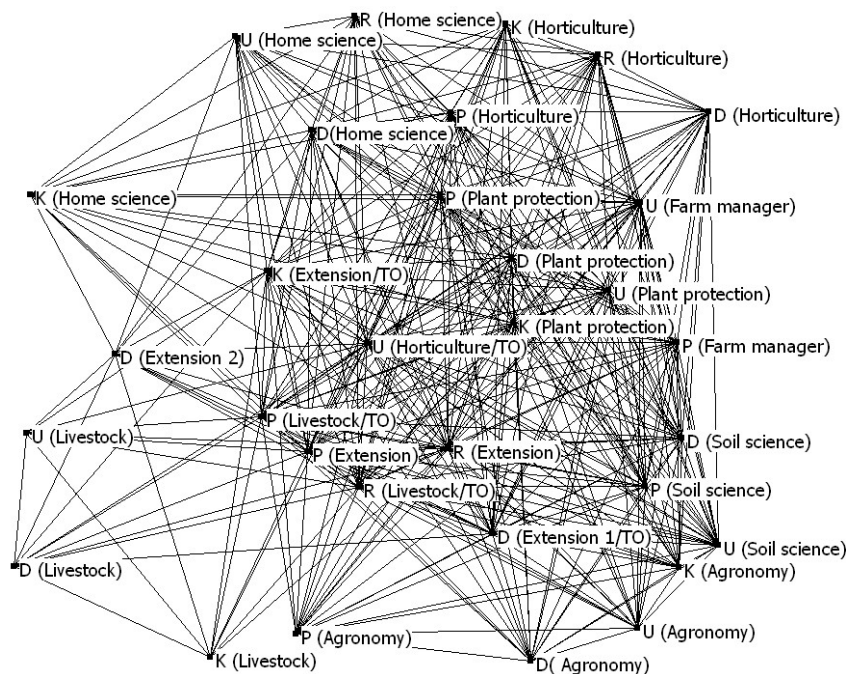 R (Home science)
K (Horticulture)
U (Home science)
R (Horticulture)
P (Horticulture)
D (Horticulture)
D(Home science)
K (Home science)
P (Plant protection)
U (Farm manager)
D (Plant protection)
K (Extension/TO)
U (Plant protection)
K (Plant protection)
U (Horticulture/TO)
P (Farm manager)
D (Extension 2)
P (Livestock/TO)
U (Livestock)
D (Soil science)
R (Extension)
P (Extension)
R (Livestock/TO)
P (Soil science)
D (Extension 1/TO)
U (Soil science)
D (Livestock)
K (Agronomy)
U (Agronomy)
P (Agronomy)
K (Livestock)
D( Agronomy)